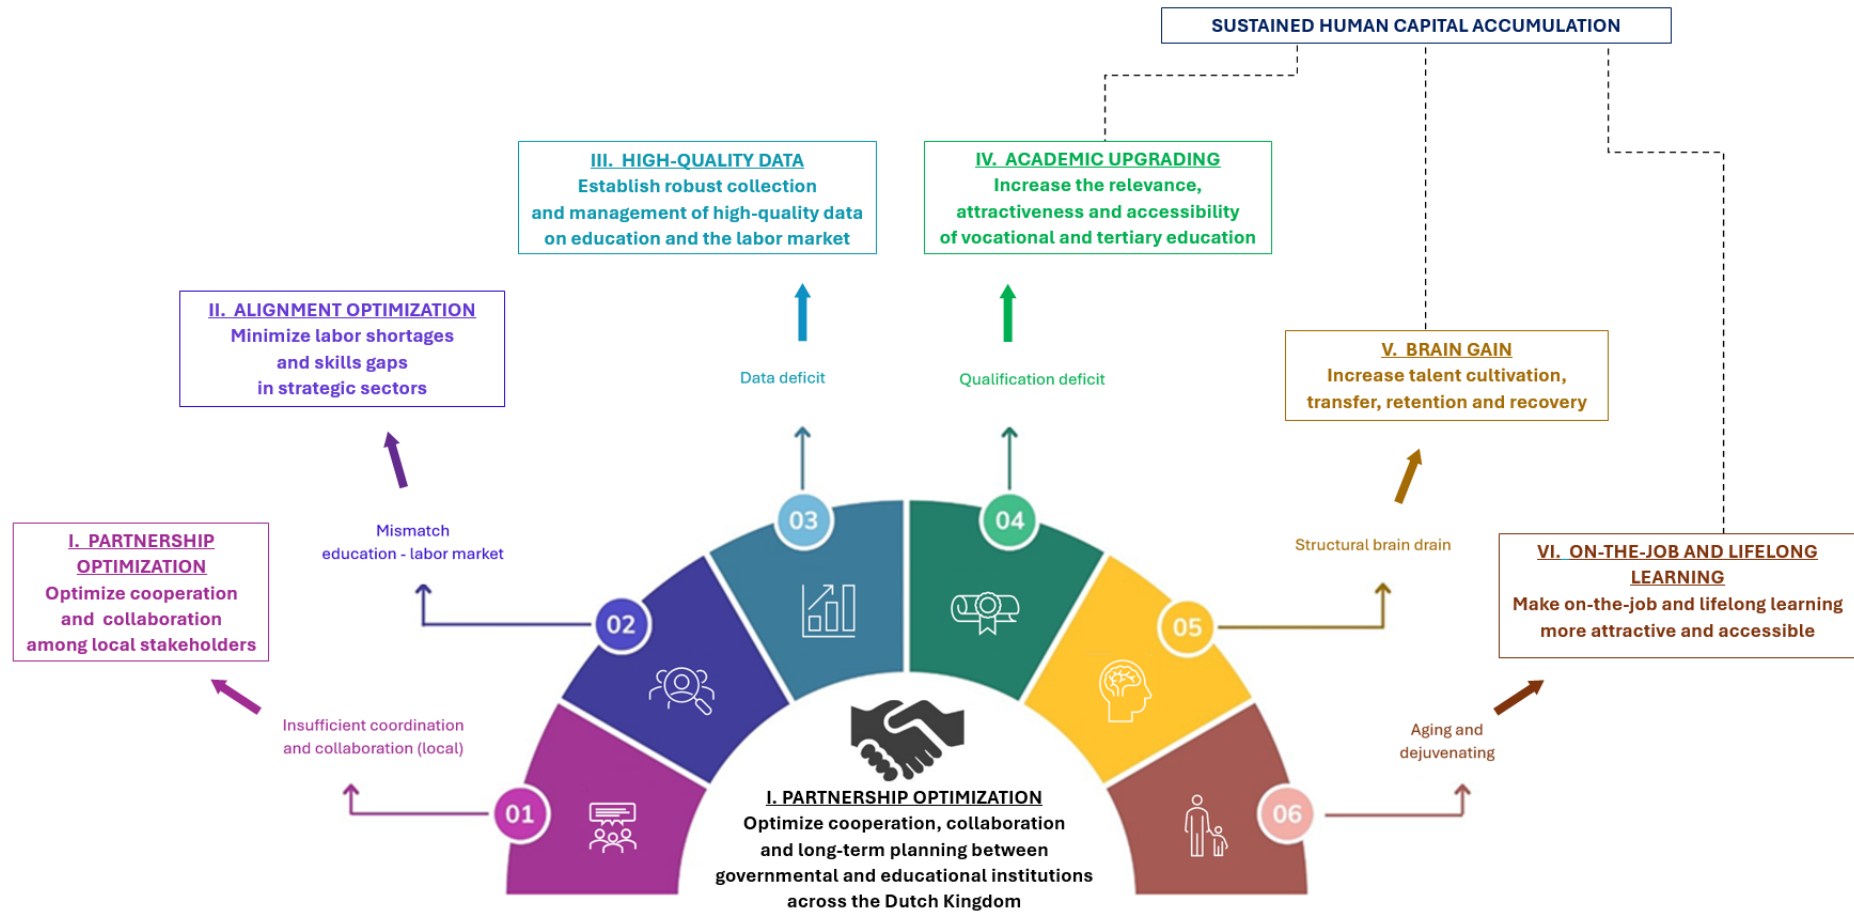 SUSTAINED HUMAN CAPITAL ACCUMULATION
III. HIGH-QUALITY DATA
Establish robust collection
and management of high-quality data
on education and the labor market
IV. ACADEMIC UPGRADING
Increase the relevance,
attractiveness and accessibility
of vocational and tertiary education
II. ALIGNMENT OPTIMIZATION
Minimize labor shortages
and skills gaps
in strategic sectors
Data deficit
Qualification deficit
V. BRAIN GAIN
Increase talent cultivation,
transfer, retention and recovery
I. PARTNERSHIP
OPTIMIZATION
Optimize cooperation
and collaboration
among local stakeholders
Mismatch
education - labor market
03
04
Structural brain drain
VI. ON-THE-JOB AND LIFELONG
LEARNING
Make on-the-job and lifelong learning
more attractive and accessible
02
05
Insufficient coordination
and collaboration (local)
Aging and
dejuvenating
01
06
I. PARTNERSHIP OPTIMIZATION
Optimize cooperation, collaboration
and long-term planning between
governmental and educational institutions
across the Dutch Kingdom